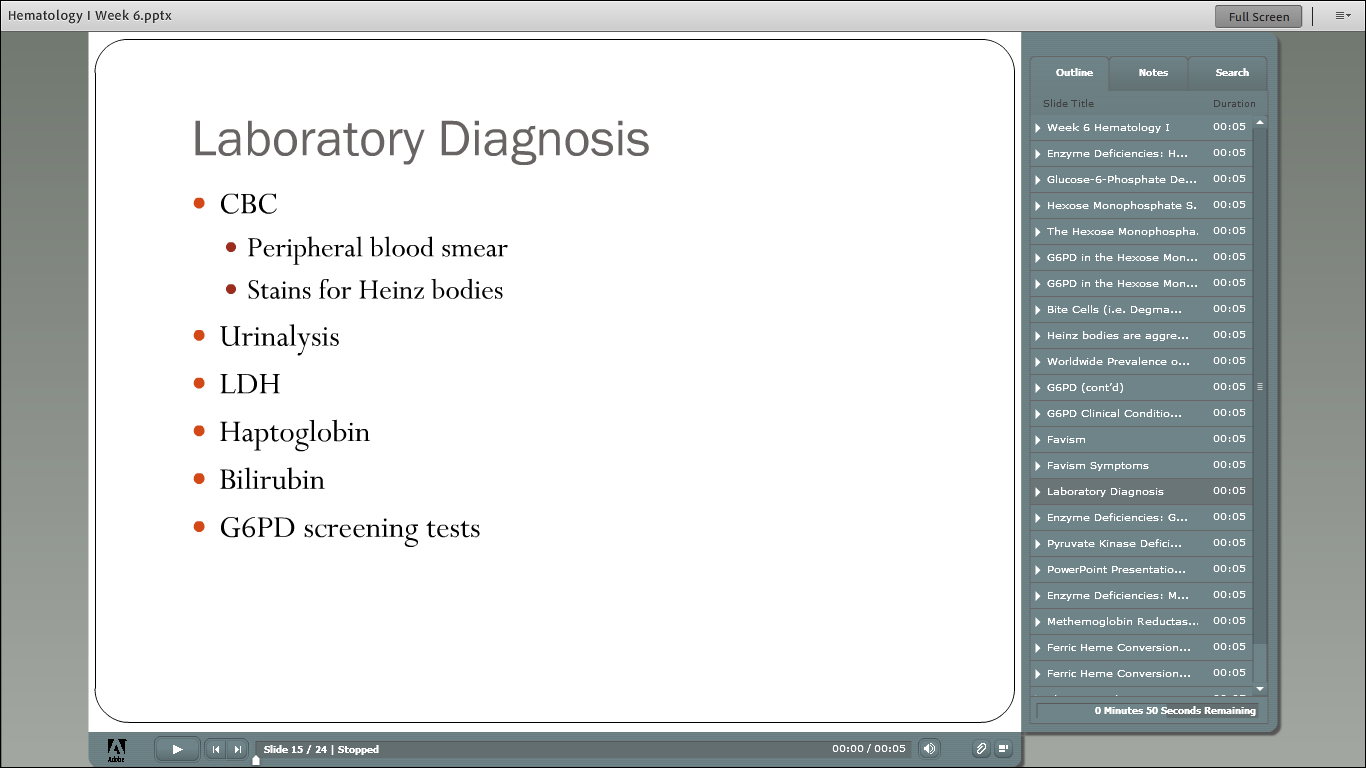 Hematology I Week 6.pptx
Full Screen
Laboratory Diagnosis
CBC
Peripheral blood smear
Stains for Heinz bodies
Urinalysis
LDH
Haptoglobin
Bilirubin
G6PD screening tests
Outline Notes Search
Slide Title Duration
Week 6 Hematology I 00:05
Enzyme Deficiencies: H... 00:05
Glucose-6-Phosphate De... 00:05
Hexose Monophosphate S. 00:05
The Hexose Monophospha. 00:05
G6PD in the Hexose Mon... 00:05
G6PD in the Hexose Mon... 00:05
Bite Cells (i.e. Degma... 00:05
Heinz bodies are aggre... 00:05
Worldwide Prevalence o... 00:05
G6PD (cont'd) 00:05
G6PD Clinical Conditio... 00:05
Favism 00:05
Favism Symptoms 00:05
Laboratory Diagnosis 00:05
Enzyme Deficiencies: G... 00:05
Pyruvate Kinase Defici... 00:05
PowerPoint Presentatio... 00:05
Enzyme Deficiencies: M... 00:05
Methemoglobin Reductas... 00:05
Ferric Heme Conversion... 00:05
Ferric Heme Conversion... 00:05
0 Minutes 50 Seconds Remaining
Adobe
Slide 15 / 24 | Stopped
00:00 / 00:05